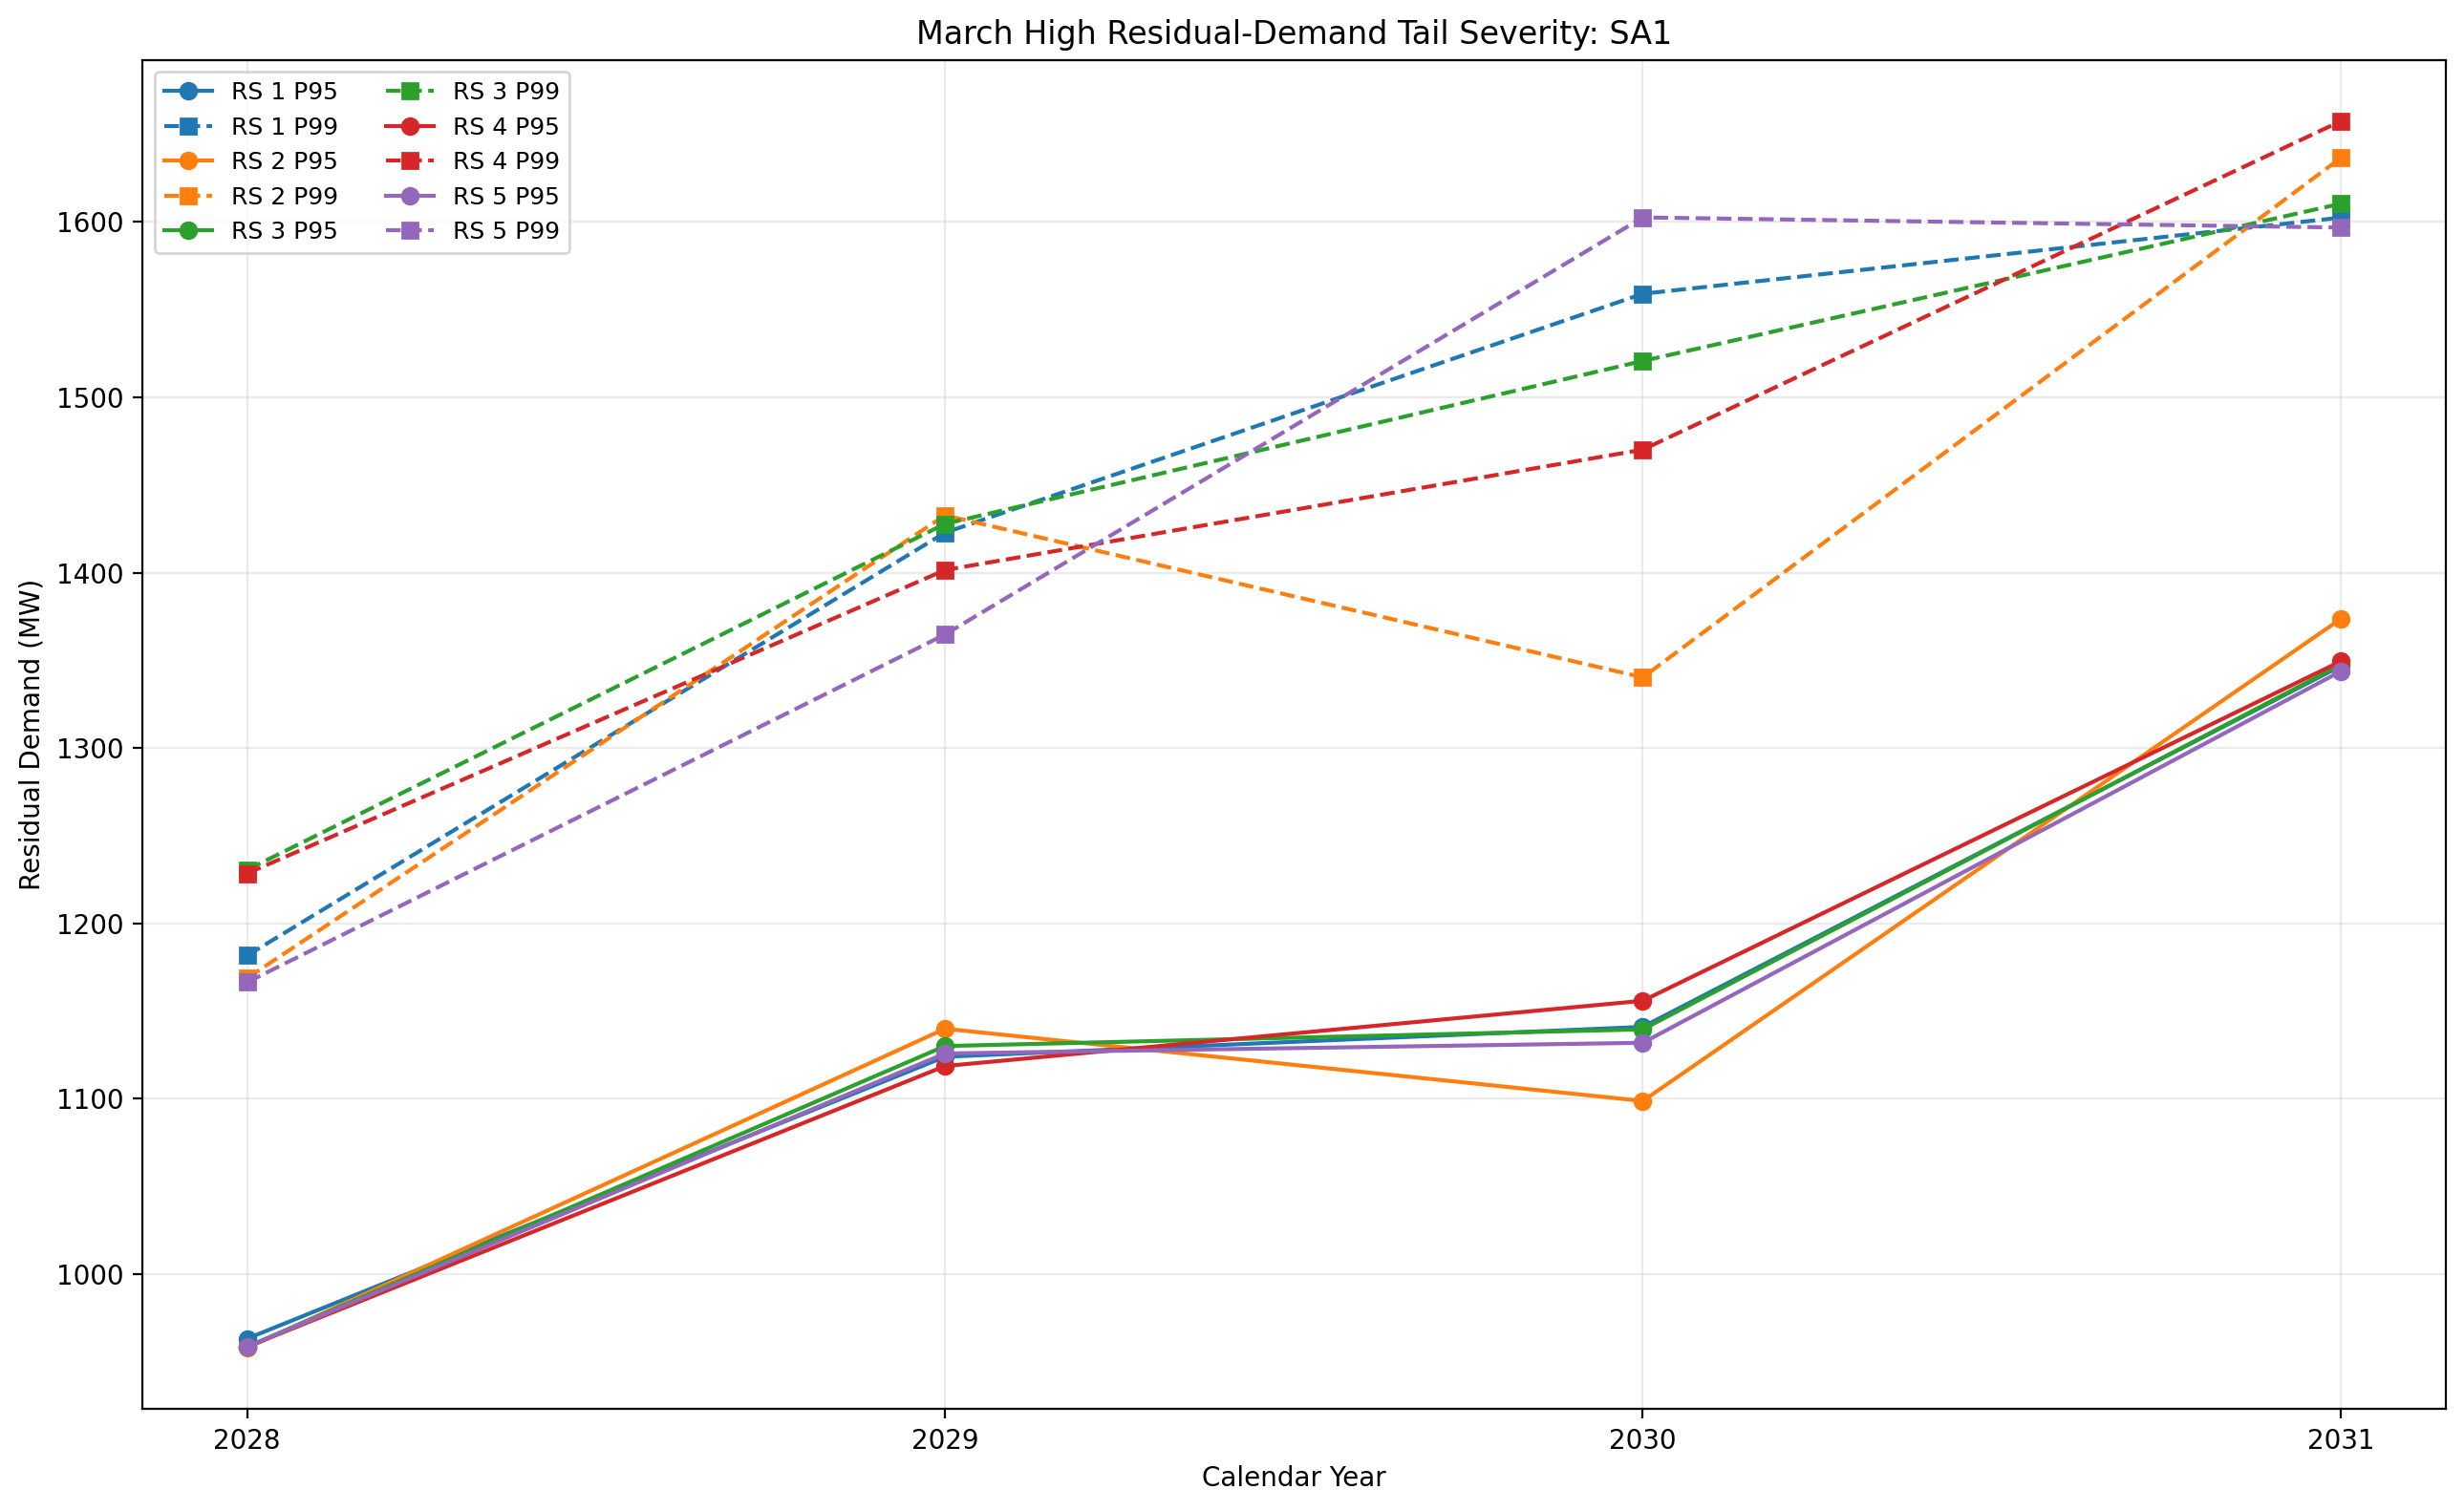 March High Residual-Demand Tail Severity: SA1
RS 1 P95
RS 1 P99
RS 2 P95
RS 2 P99
RS 3 P95
RS 3 P99
RS 4 P95
RS 4 P99
RS 5 P95
RS 5 P99
Residual Demand (MW)
1600
1500
1400
1300
1200
1100
1000
2028
2029
2030
2031
Calendar Year